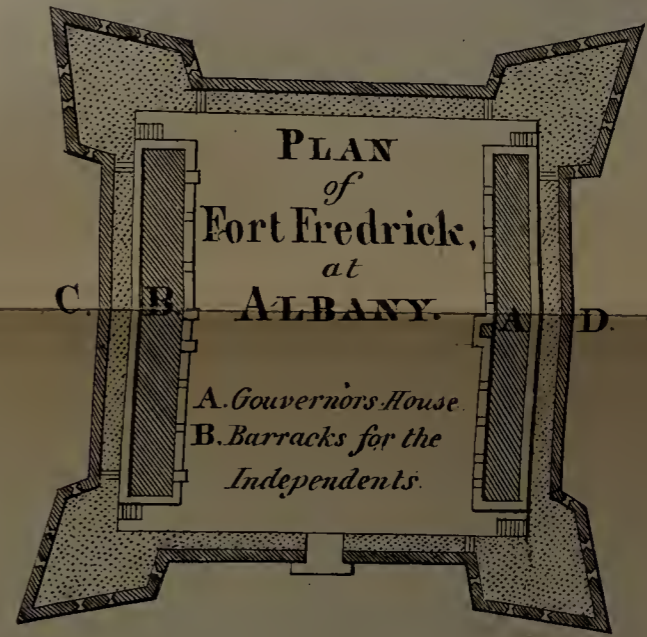 PLAN
of
Fort Fredrick,
at
ALBANY.
C. B. A D.
A. Gouvernors House.
B. Barracks for the
Independents.